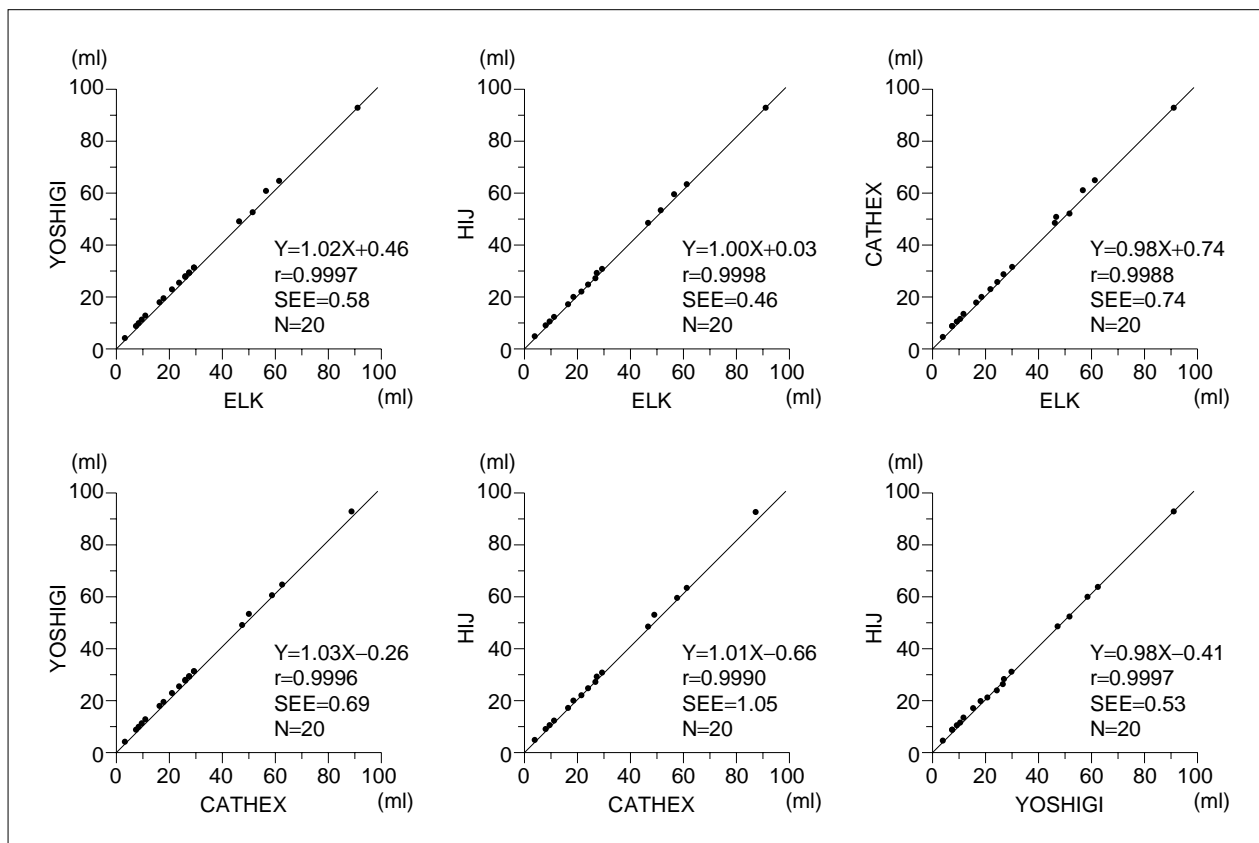 (ml)
100
80
60
40
20
0
YOSHIGI
Y=1.02X+0.46
r=0.9997
SEE=0.58
N=20
0 20 40 60 80 100
ELK (ml)
(ml)
100
80
60
40
20
0
HIJ
Y=1.00X+0.03
r=0.9998
SEE=0.46
N=20
0 20 40 60 80 100
ELK (ml)
(ml)
100
80
60
40
20
0
CATHEX
Y=0.98X+0.74
r=0.9988
SEE=0.74
N=20
0 20 40 60 80 100
ELK (ml)
(ml)
100
80
60
40
20
0
YOSHIGI
Y=1.03X−0.26
r=0.9996
SEE=0.69
N=20
0 20 40 60 80 100
CATHEX (ml)
(ml)
100
80
60
40
20
0
HIJ
Y=1.01X−0.66
r=0.9990
SEE=1.05
N=20
0 20 40 60 80 100
CATHEX (ml)
(ml)
100
80
60
40
20
0
HIJ
Y=0.98X−0.41
r=0.9997
SEE=0.53
N=20
0 20 40 60 80 100
YOSHIGI (ml)